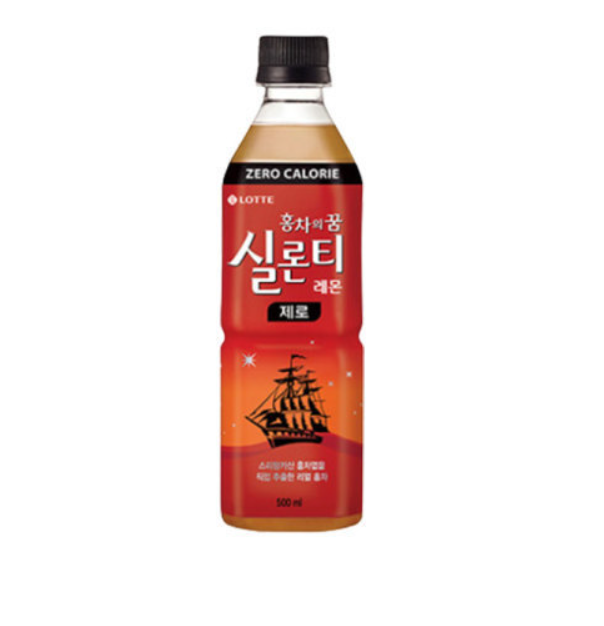 ZERO CALORIE
LOTTE
홍차의 꿈
실론티
레몬
제로
스리랑카산 홍차잎을
직접 추출한 리얼 홍차
500 ml